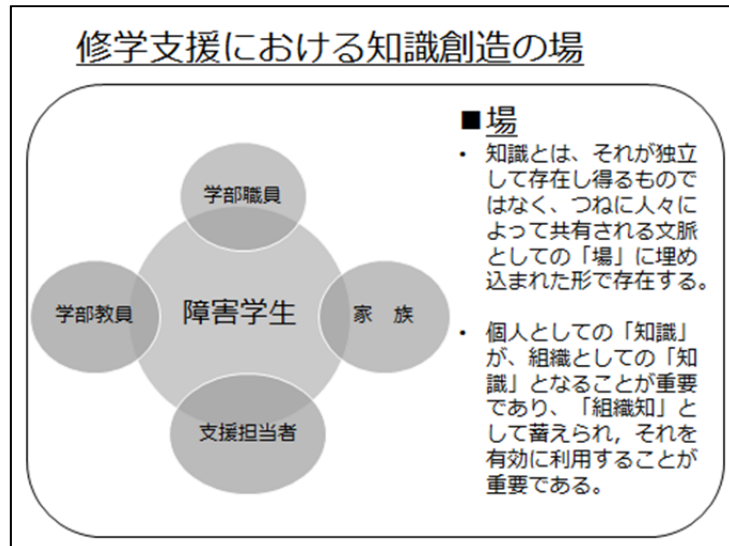 修学支援における知識創造の場
学部職員
学部教員
障害学生
家　族
支援担当者
■場
・ 知識とは、それが独立
して存在し得るもので
はなく、つねに人々に
よって共有される文脈
としての「場」に埋め
込まれた形で存在する。
・ 個人としての「知識」
が、組織としての「知
識」となることが重要
であり、「組織知」と
して蓄えられ，それを
有効に利用することが
重要である。